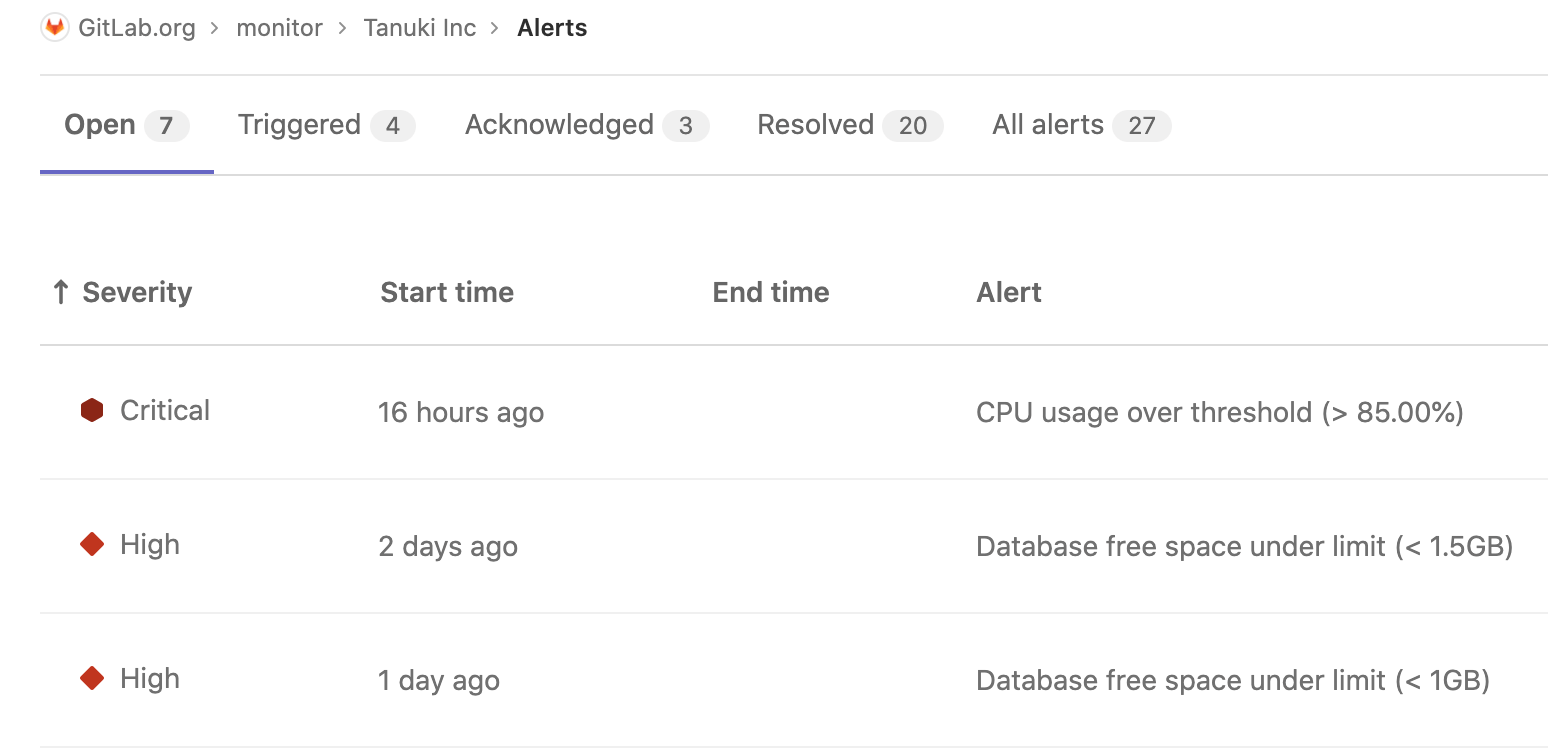 GitLab.org > monitor > Tanuki Inc > Alerts
Open 7 Triggered 4 Acknowledged 3 Resolved 20 All alerts 27
↑ Severity Start time End time Alert
Critical 16 hours ago CPU usage over threshold (> 85.00%)
High 2 days ago Database free space under limit (< 1.5GB)
High 1 day ago Database free space under limit (< 1GB)